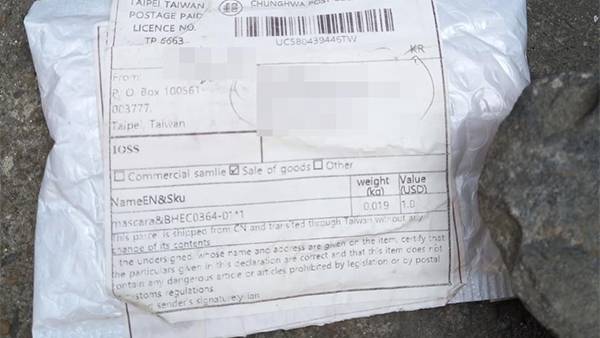 TAIPEI, TAIWAN
POSTAGE PAID
LICENCE NO.
TP 6663
CHUNGHWA POST
UC580439446TW
KR
From:
P. O. Box 100561-
003777,
Taipei, Taiwan
IOSS
Commercial samlie Sale of goods Other
NameEN&Sku
weight (kg)
Value (USD)
mascara&BHEC0364-01*1
0.019
1.0
This parcel is shipped from CN and transited through Taiwan without any
change of its contents
I the undersigned, whose name and address are given on the item, certify that
the particulars given in this declaration are correct and that this item does not
contain any dangerous article or articles prohibited by legislation or by postal
customs regulations
sender's signature